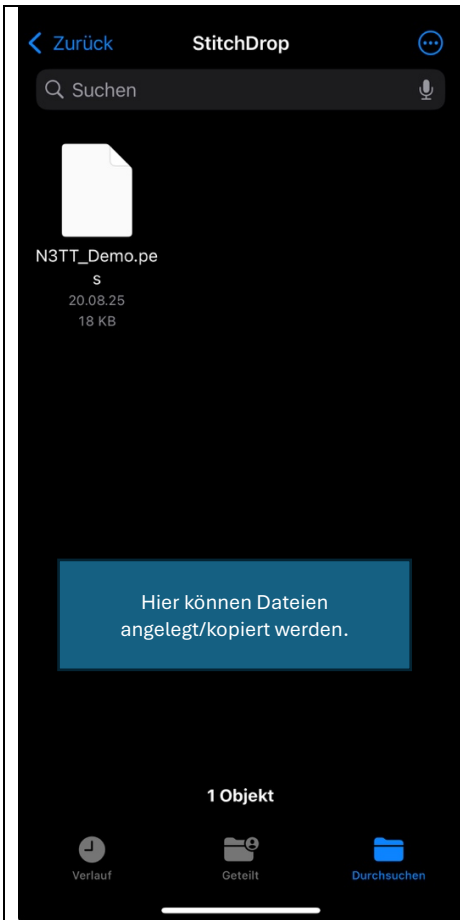 Zurück
StitchDrop
Suchen
N3TT_Demo.pe
s
20.08.25
18 KB
Hier können Dateien
angelegt/kopiert werden.
1 Objekt
Verlauf
Geteilt
Durchsuchen